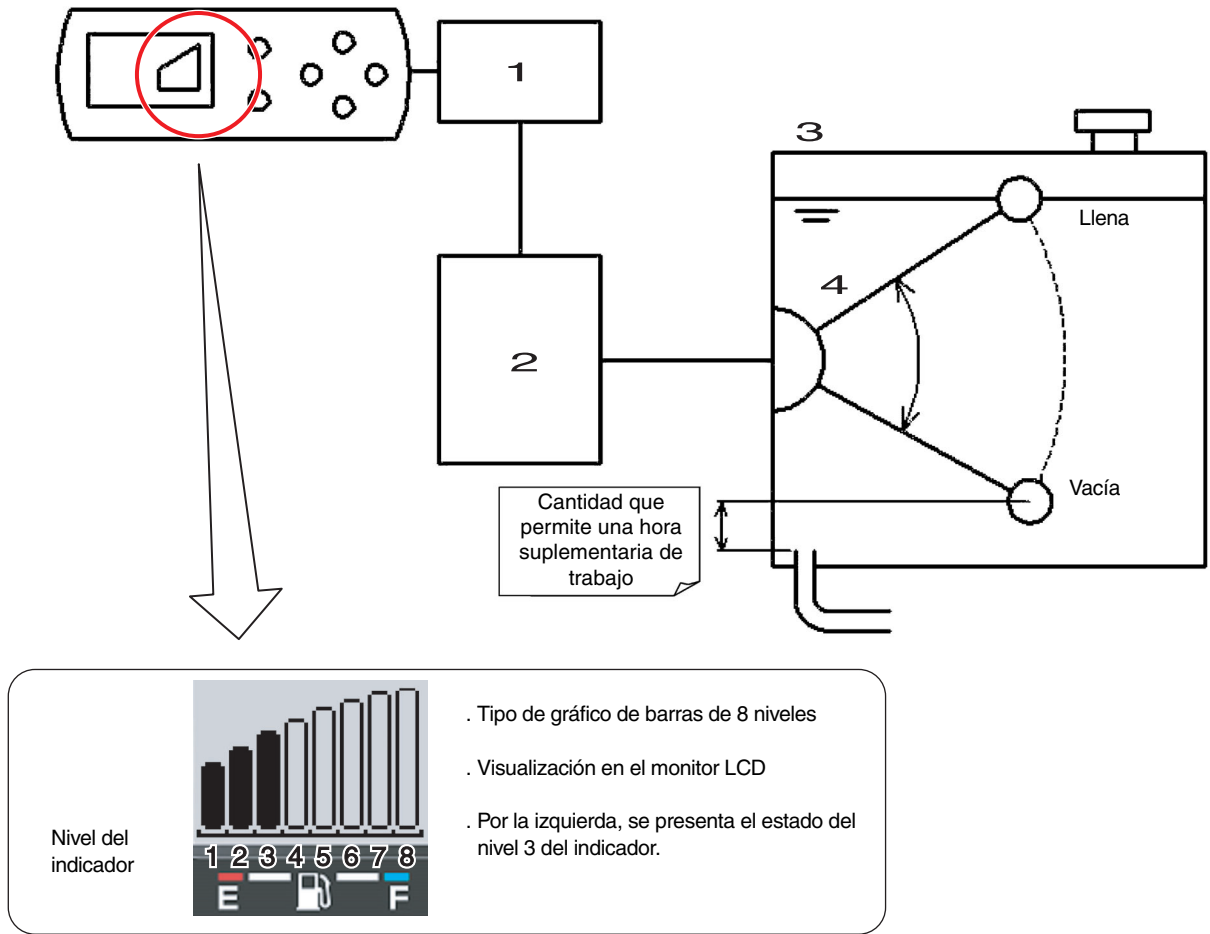 1
3
Llena
4
2
Vacía
Cantidad que
permite una hora
suplementaria de
trabajo
. Tipo de gráfico de barras de 8 niveles
. Visualización en el monitor LCD
. Por la izquierda, se presenta el estado del
nivel 3 del indicador.
Nivel del
indicador
1 2 3 4 5 6 7 8
E F